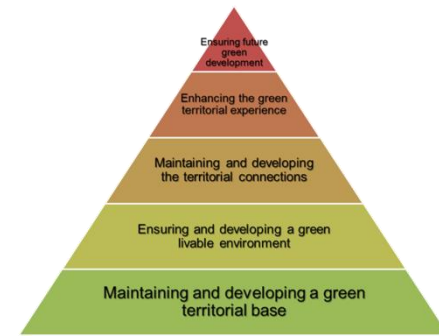 Ensuring future
green
development
Enhancing the green
territorial experience
Maintaining and developing
the territorial connections
Ensuring and developing a green
livable environment
Maintaining and developing a green
territorial base